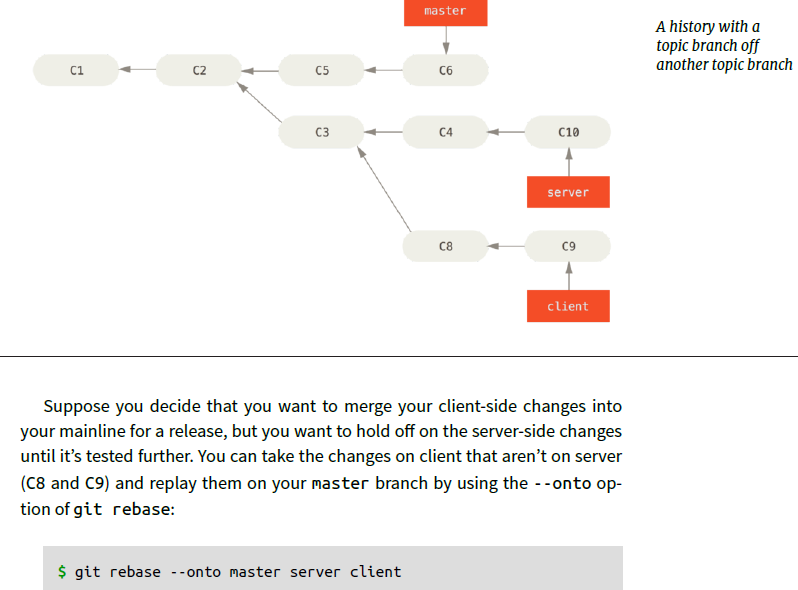 master
A history with a
topic branch off
another topic branch
C1
C2
C5
C6
C3
C4
C10
server
C8
C9
client
Suppose you decide that you want to merge your client-side changes into
your mainline for a release, but you want to hold off on the server-side changes
until it’s tested further. You can take the changes on client that aren’t on server
(C8 and C9) and replay them on your master branch by using the --onto op-
tion of git rebase:
$ git rebase --onto master server client